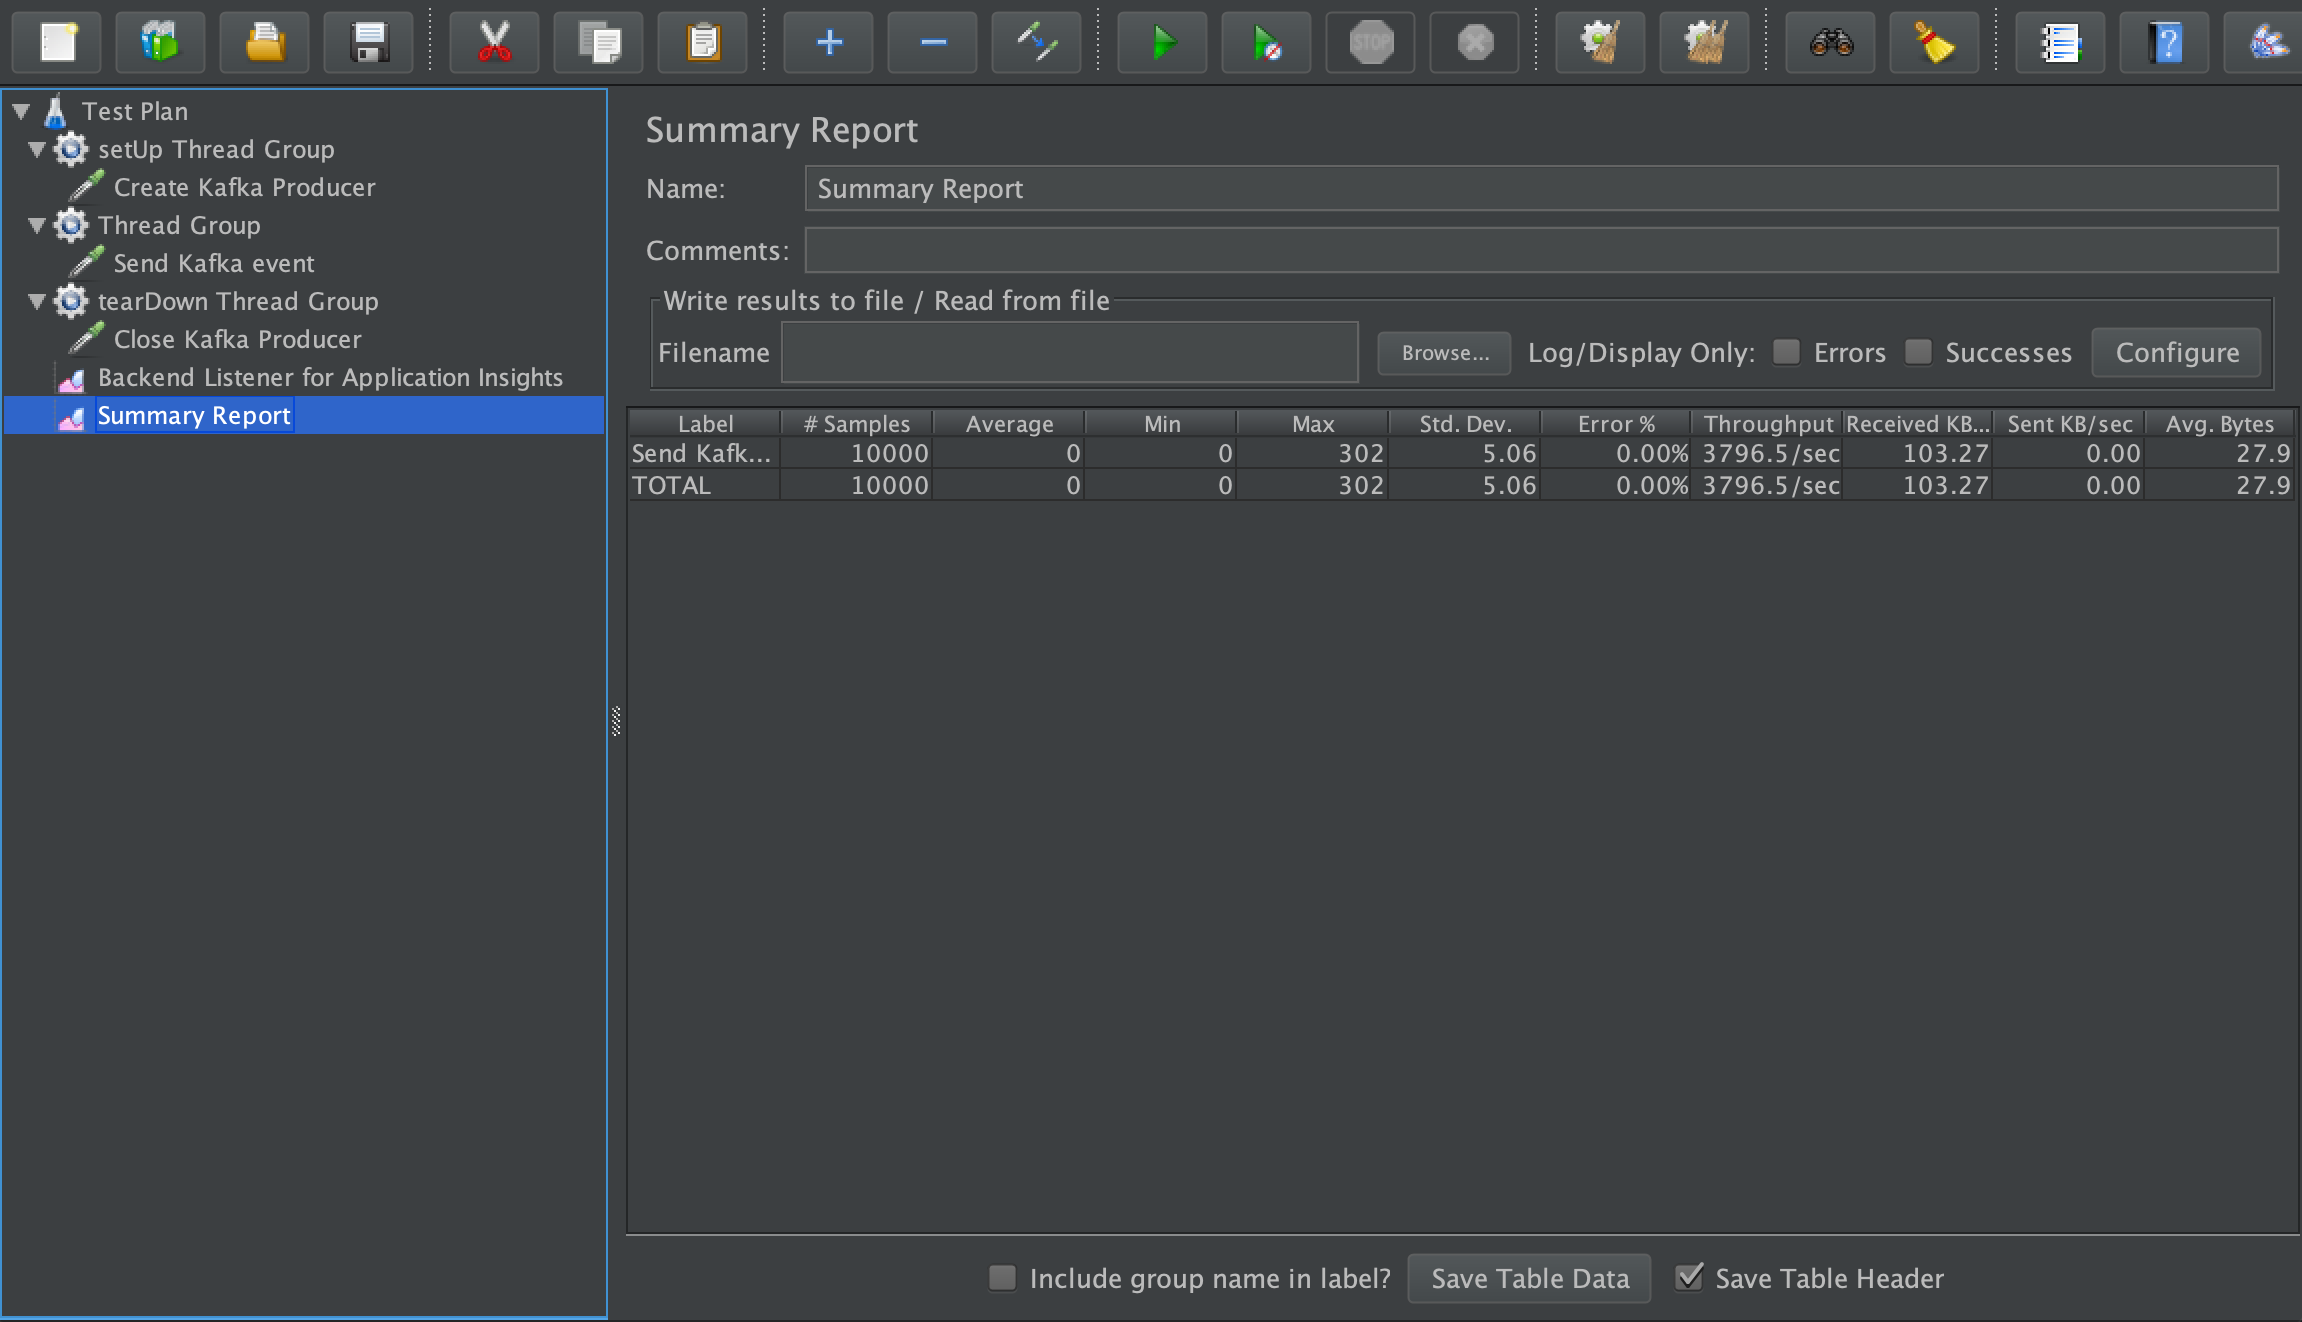 STOP
Test Plan
setUp Thread Group
Create Kafka Producer
Thread Group
Send Kafka event
tearDown Thread Group
Close Kafka Producer
Backend Listener for Application Insights
Summary Report
Summary Report
Name: Summary Report
Comments:
Write results to file / Read from file
Filename Browse... Log/Display Only: Errors Successes Configure
Label # Samples Average Min Max Std. Dev. Error % Throughput Received KB... Sent KB/sec Avg. Bytes
Send Kafk... 10000 0 0 302 5.06 0.00% 3796.5/sec 103.27 0.00 27.9
TOTAL 10000 0 0 302 5.06 0.00% 3796.5/sec 103.27 0.00 27.9
Include group name in label? Save Table Data Save Table Header